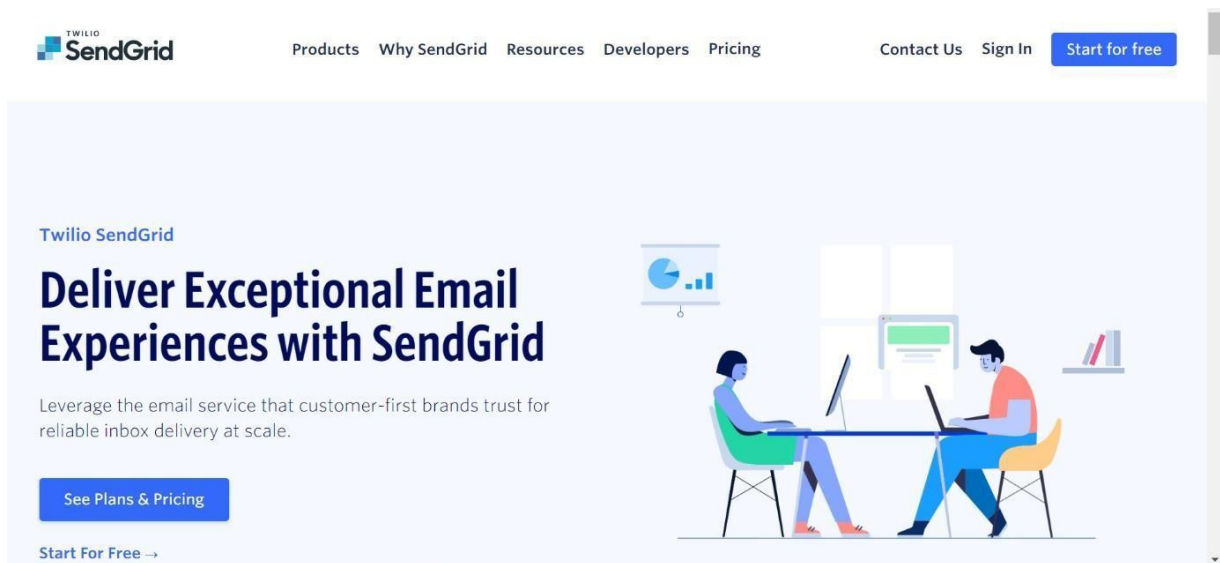 TWILIO
SendGrid
Products Why SendGrid Resources Developers Pricing Contact Us Sign In Start for free
Twilio SendGrid
Deliver Exceptional Email
Experiences with SendGrid
Leverage the email service that customer-first brands trust for
reliable inbox delivery at scale.
See Plans & Pricing
Start For Free →